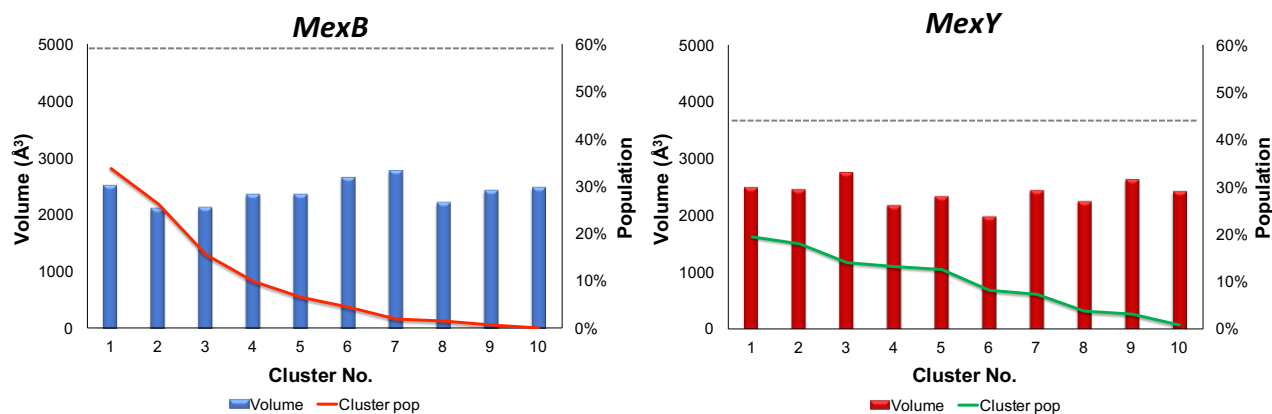 MexB
5000
4000
3000
2000
1000
0
Volume (Å³)
60%
50%
40%
30%
20%
10%
0%
Population
1 2 3 4 5 6 7 8 9 10
Cluster No.
Volume Cluster pop
MexY
5000
4000
3000
2000
1000
0
Volume (Å³)
60%
50%
40%
30%
20%
10%
0%
Population
1 2 3 4 5 6 7 8 9 10
Cluster No.
Volume Cluster pop